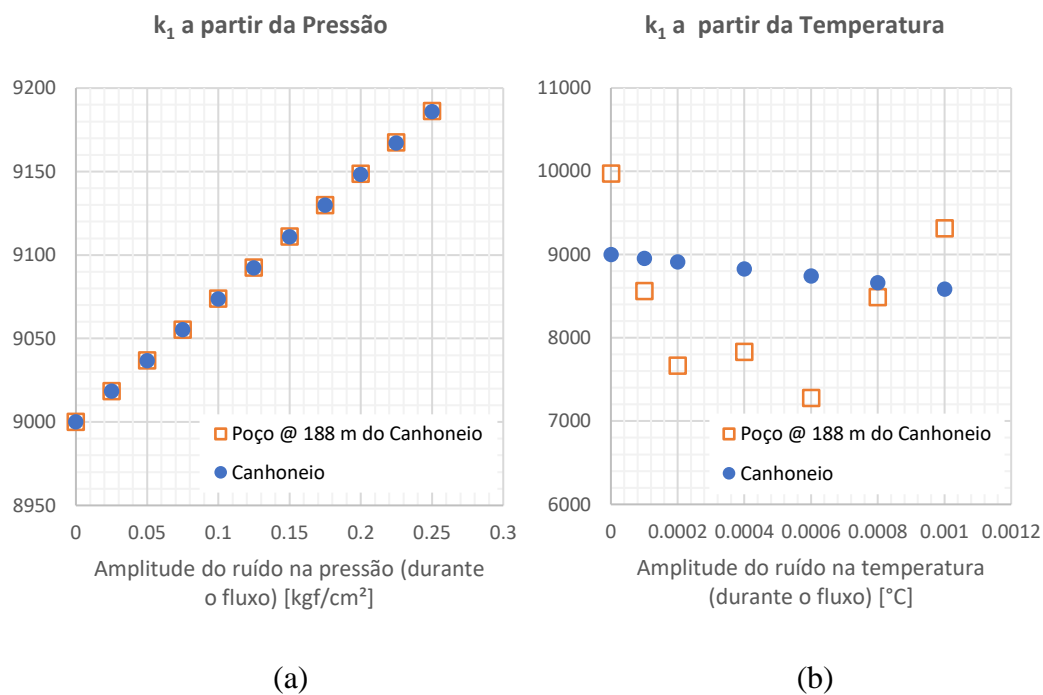 k₁ a partir da Pressão
9200
9150
9100
9050
9000
8950
0 0.05 0.1 0.15 0.2 0.25 0.3
Poço @ 188 m do Canhoneio
Canhoneio
Amplitude do ruído na pressão (durante
o fluxo) [kgf/cm²]
(a)
k₁ a partir da Temperatura
11000
10000
9000
8000
7000
6000
0 0.0002 0.0004 0.0006 0.0008 0.001 0.0012
Poço @ 188 m do Canhoneio
Canhoneio
Amplitude do ruído na temperatura
(durante o fluxo) [°C]
(b)